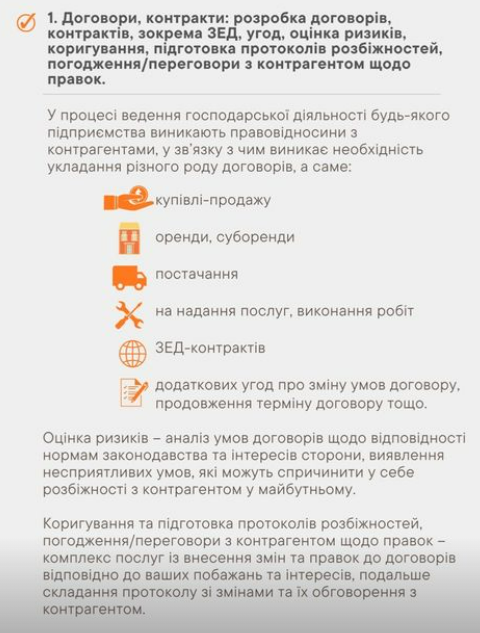 1. Договори, контракти: розробка договорів,
контрактів, зокрема ЗЕД, угод, оцінка ризиків,
коригування, підготовка протоколів розбіжностей,
погодження/переговори з контрагентом щодо
правок.
У процесі ведення господарської діяльності будь-якого
підприємства виникають правовідносини з
контрагентами, у зв’язку з чим виникає необхідність
укладання різного роду договорів, а саме:
купівлі-продажу
оренди, суборенди
постачання
на надання послуг, виконання робіт
ЗЕД-контрактів
додаткових угод про зміну умов договору,
продовження терміну договору тощо.
Оцінка ризиків – аналіз умов договорів щодо відповідності
нормам законодавства та інтересів сторони, виявлення
несприятливих умов, які можуть спричинити у себе
розбіжності з контрагентом у майбутньому.
Коригування та підготовка протоколів розбіжностей,
погодження/переговори з контрагентом щодо правок –
комплекс послуг із внесення змін та правок до договорів
відповідно до ваших побажань та інтересів, подальше
складання протоколу зі змінами та їх обговорення з
контрагентом.